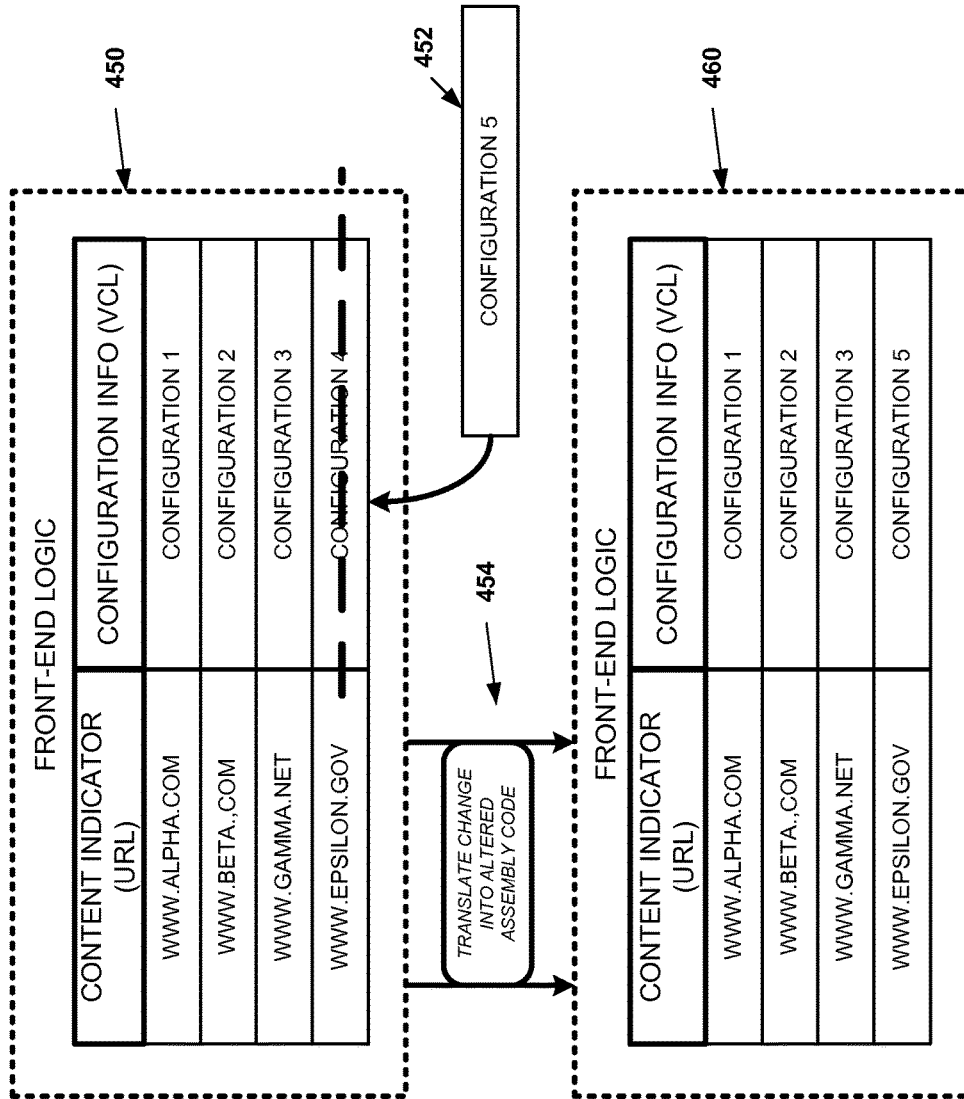 450
FRONT-END LOGIC
CONTENT INDICATOR
(URL)
CONFIGURATION INFO (VCL)
WWW.ALPHA.COM
CONFIGURATION 1
WWW.BETA.,COM
CONFIGURATION 2
WWW.GAMMA.NET
CONFIGURATION 3
WWW.EPSILON.GOV
CONFIGURATION 4
452
CONFIGURATION 5
454
TRANSLATE CHANGE
INTO ALTERED
ASSEMBLY CODE
460
FRONT-END LOGIC
CONTENT INDICATOR
(URL)
CONFIGURATION INFO (VCL)
WWW.ALPHA.COM
CONFIGURATION 1
WWW.BETA.,COM
CONFIGURATION 2
WWW.GAMMA.NET
CONFIGURATION 3
WWW.EPSILON.GOV
CONFIGURATION 5